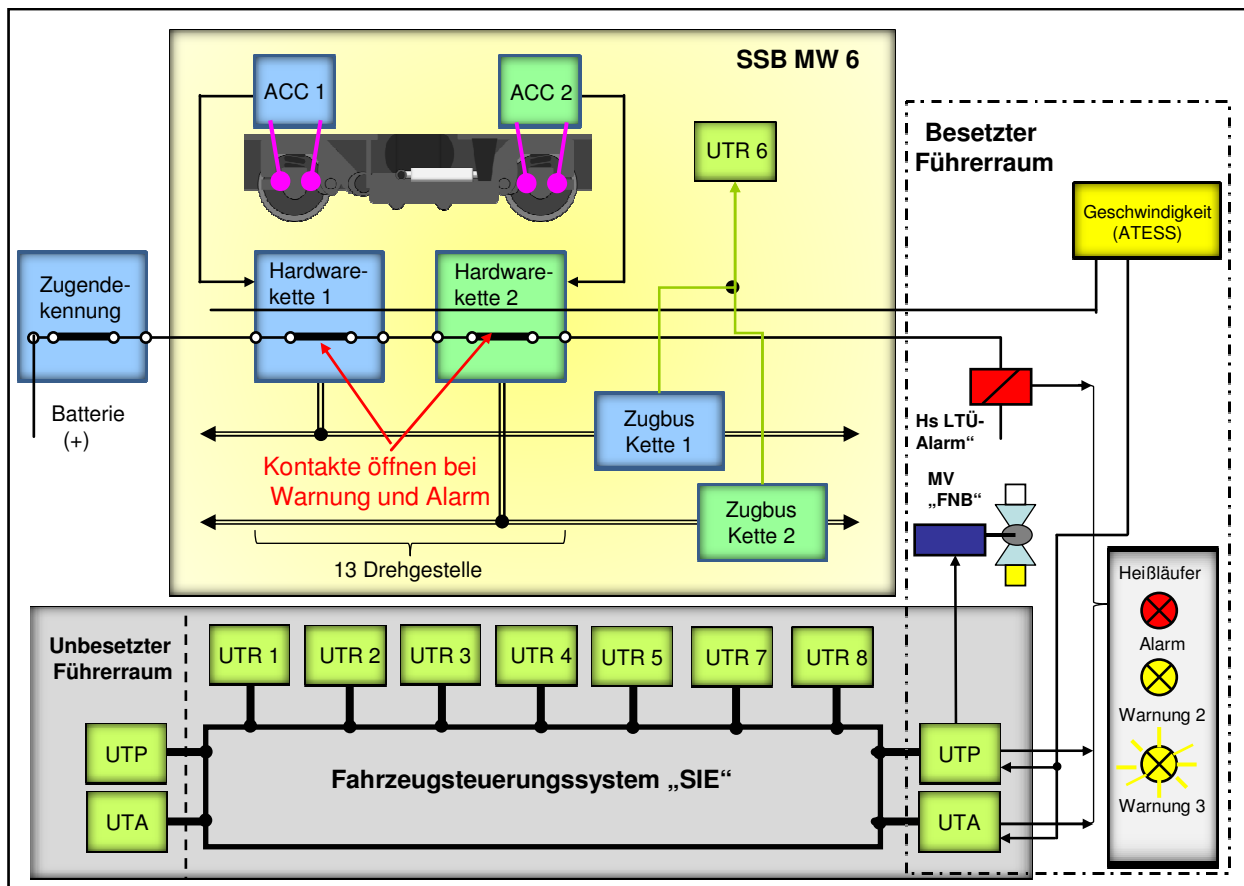 SSB MW 6
ACC 1
ACC 2
UTR 6
Besetzter
Führerraum
Geschwindigkeit
(ATESS)
Zugende-
kennung
Hardware-
kette 1
Hardware-
kette 2
Batterie
(+)
Zugbus
Kette 1
Hs LTÜ-
Alarm“
Kontakte öffnen bei
Warnung und Alarm
MV
„FNB“
Zugbus
Kette 2
13 Drehgestelle
Heißläufer
Alarm
Warnung 2
Warnung 3
Unbesetzter
Führerraum
UTR 1
UTR 2
UTR 3
UTR 4
UTR 5
UTR 7
UTR 8
UTP
UTA
Fahrzeugsteuerungssystem „SIE“
UTP
UTA